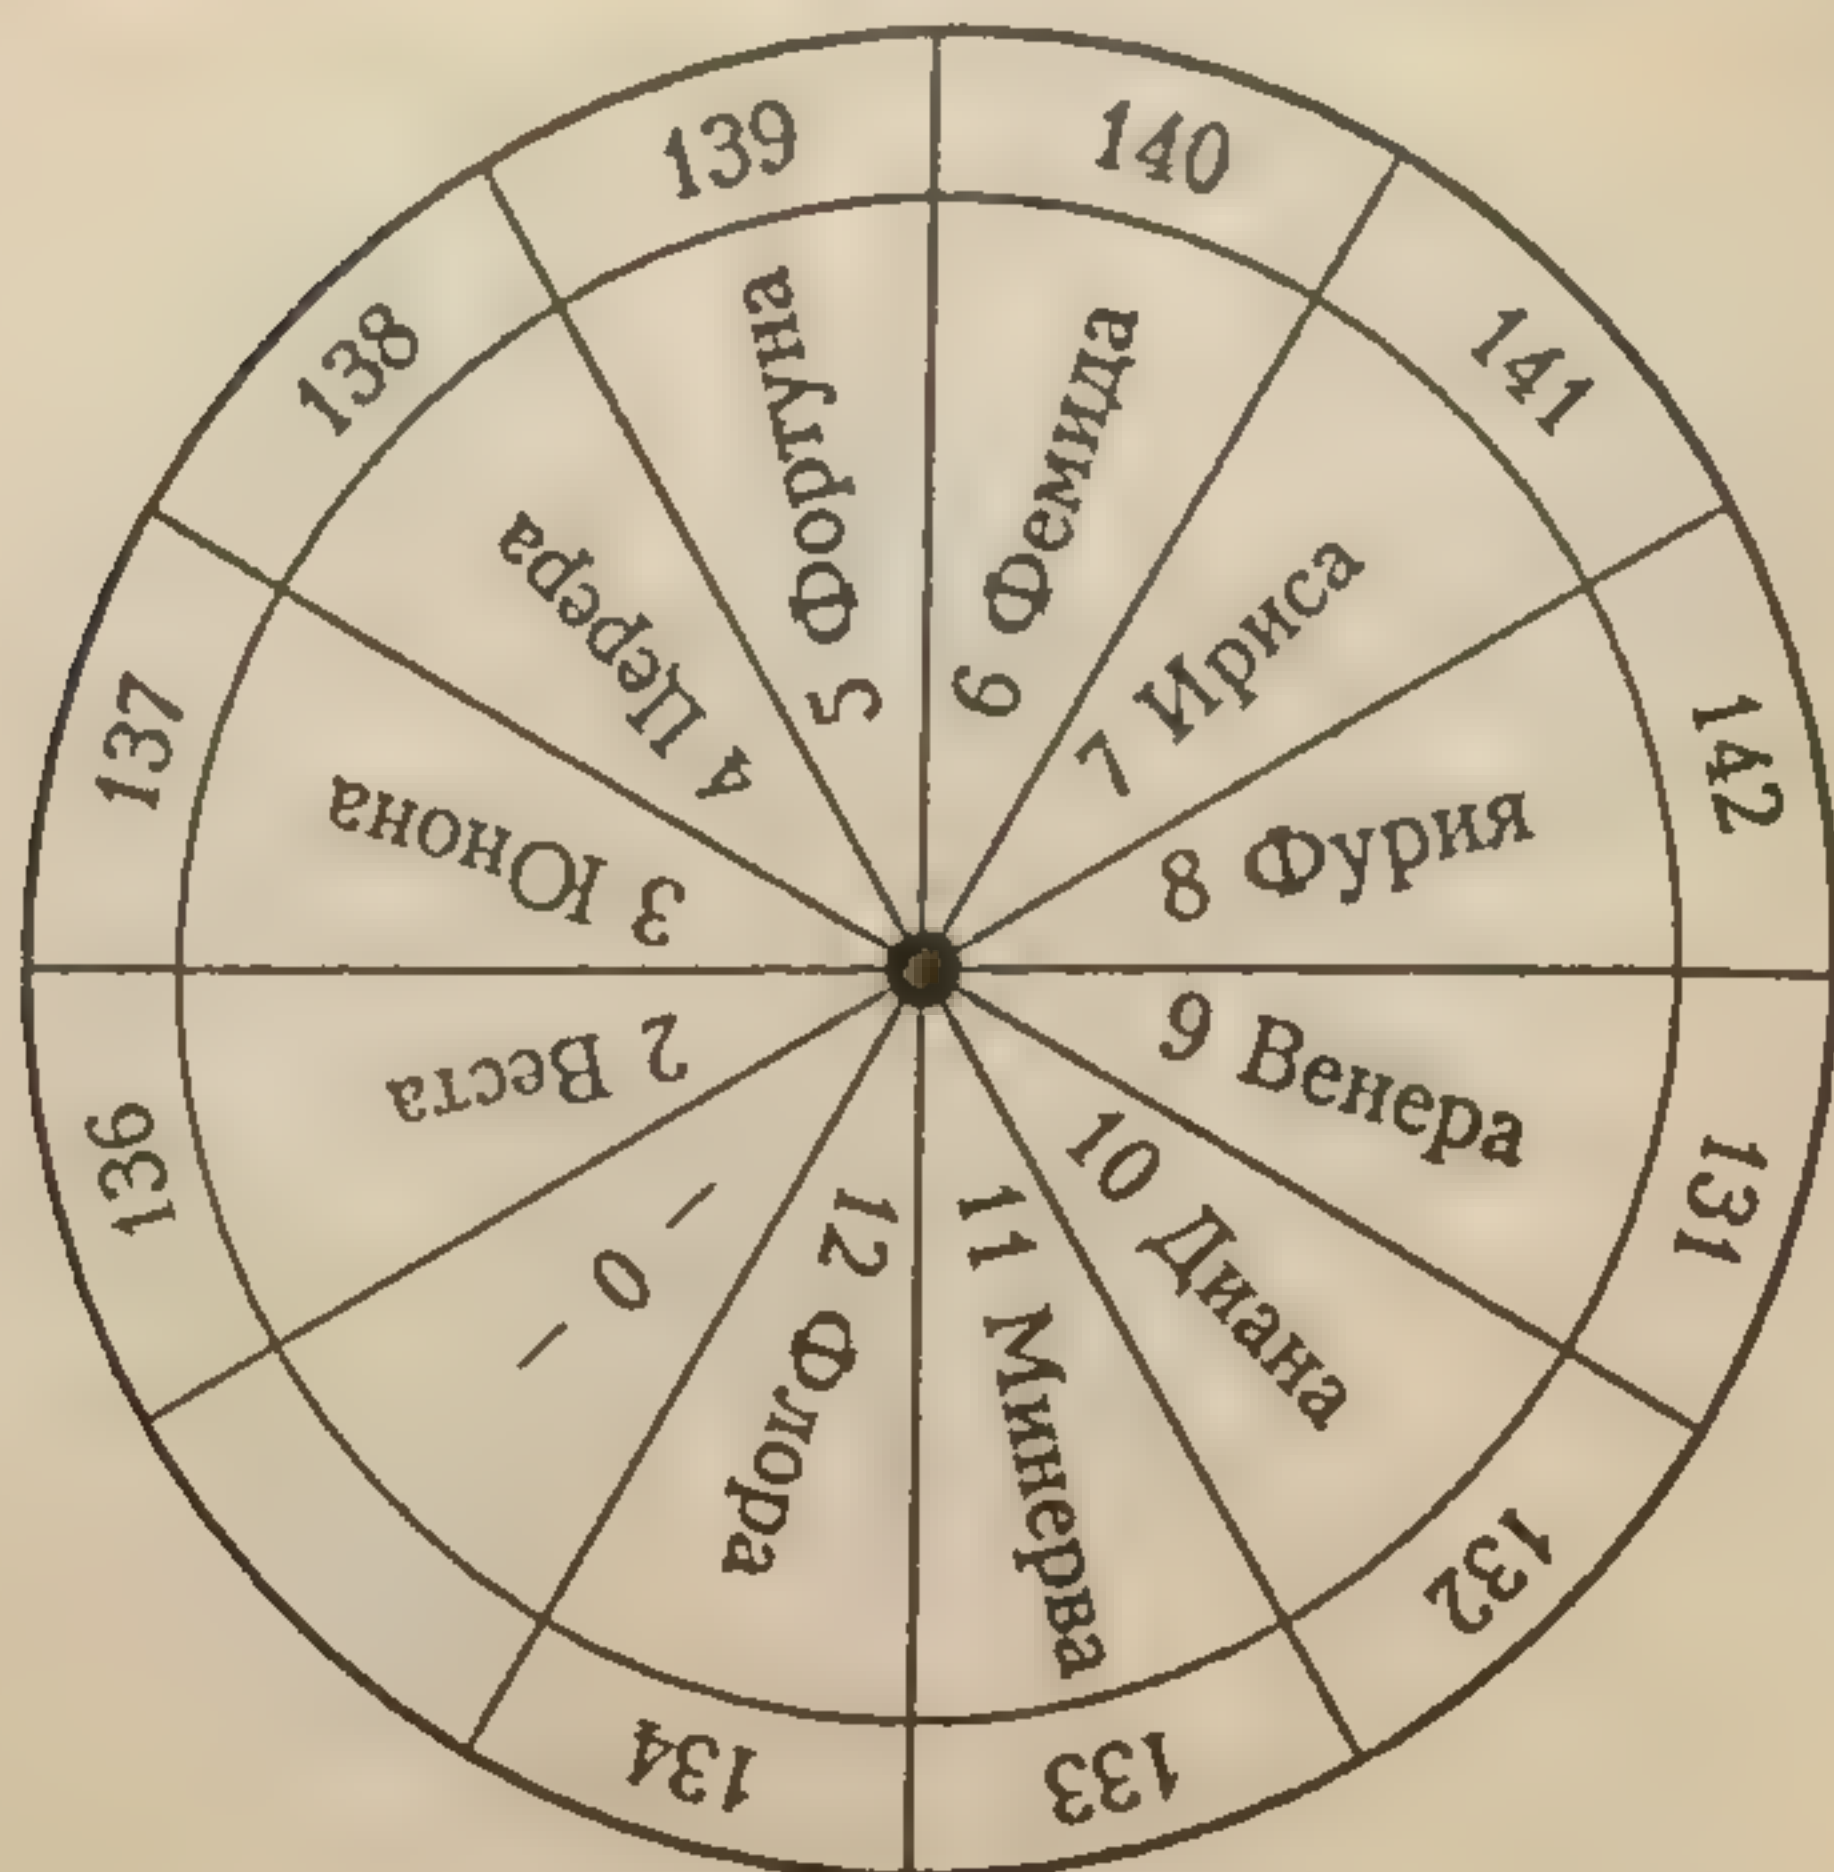 139
140
141
142
131
132
133
134
136
137
138
5 Фортуна
6 Фемида
7 Ириса
8 Фурия
9 Венера
10 Диана
11 Минерва
12 Флора
— 0 —
2 Веста
3 Юнона
4 Церера